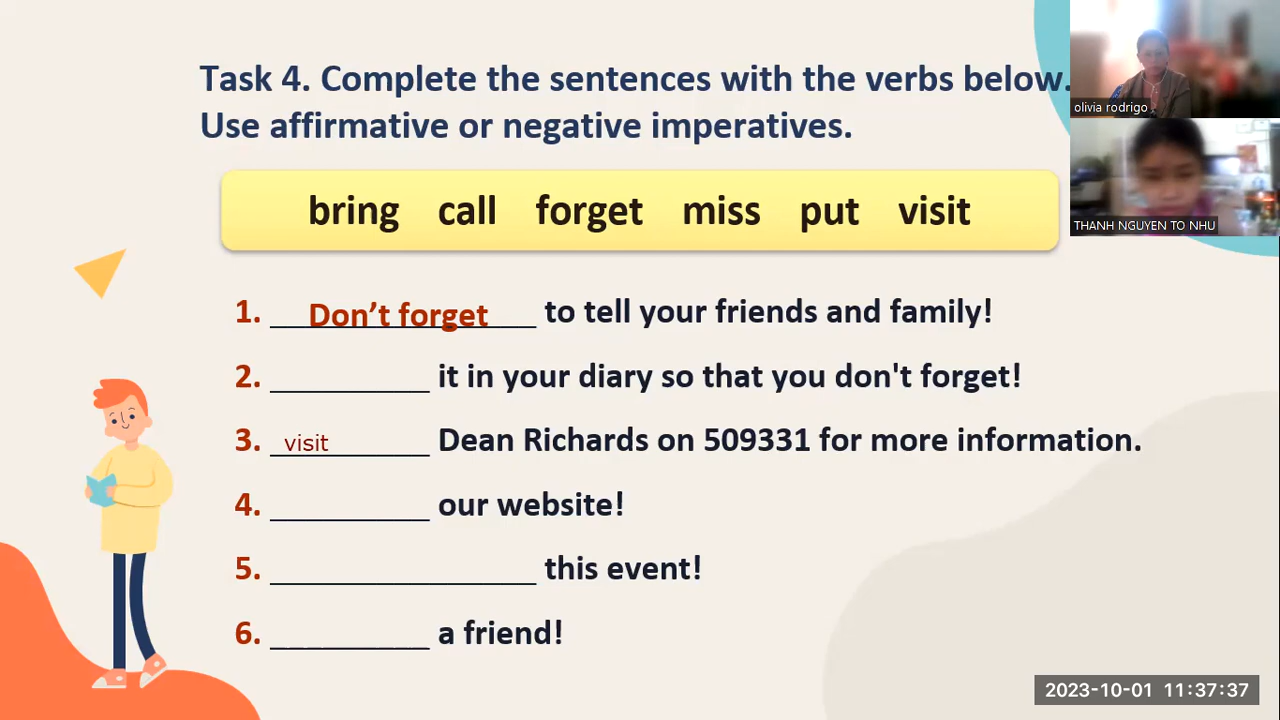 Task 4. Complete the sentences with the verbs below.
Use affirmative or negative imperatives.
bring call forget miss put visit
1. Don’t forget to tell your friends and family!
2. __________ it in your diary so that you don't forget!
3. visit Dean Richards on 509331 for more information.
4. __________ our website!
5. __________ this event!
6. __________ a friend!
olivia rodrigo
THANH NGUYEN TO NHU
2023-10-01 11:37:37